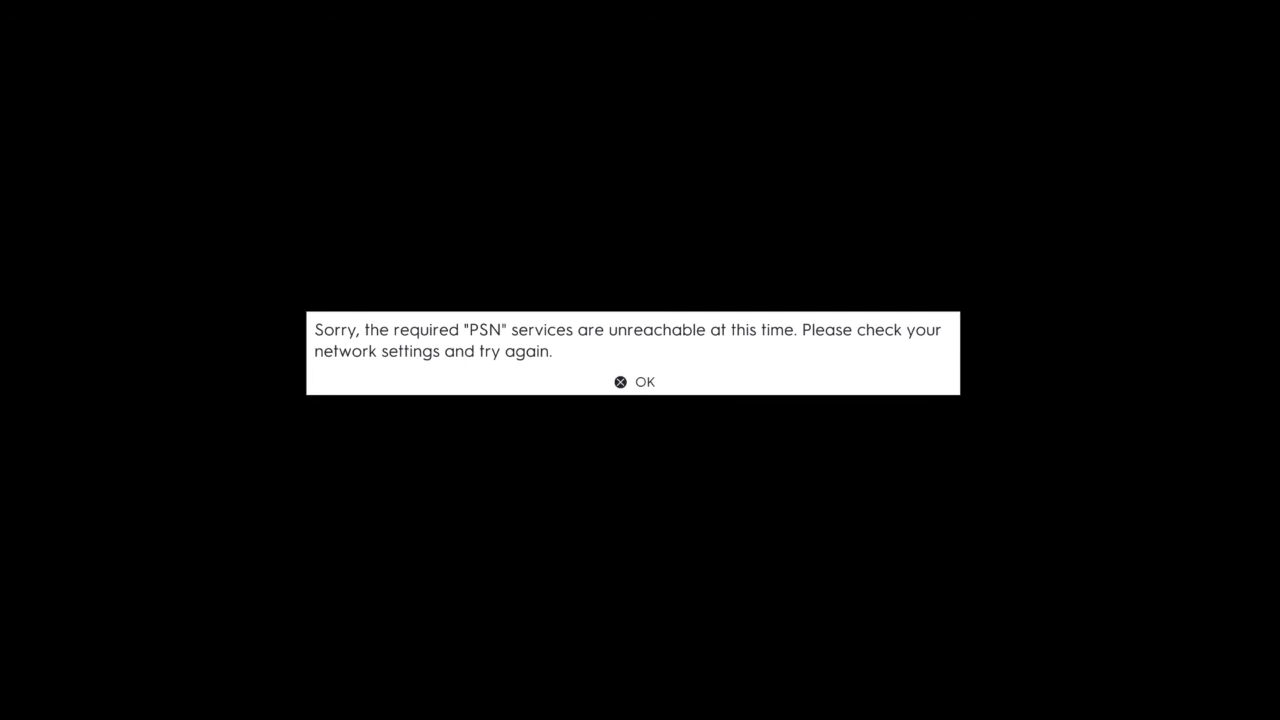 Sorry, the required "PSN" services are unreachable at this time. Please check your
network settings and try again.
OK